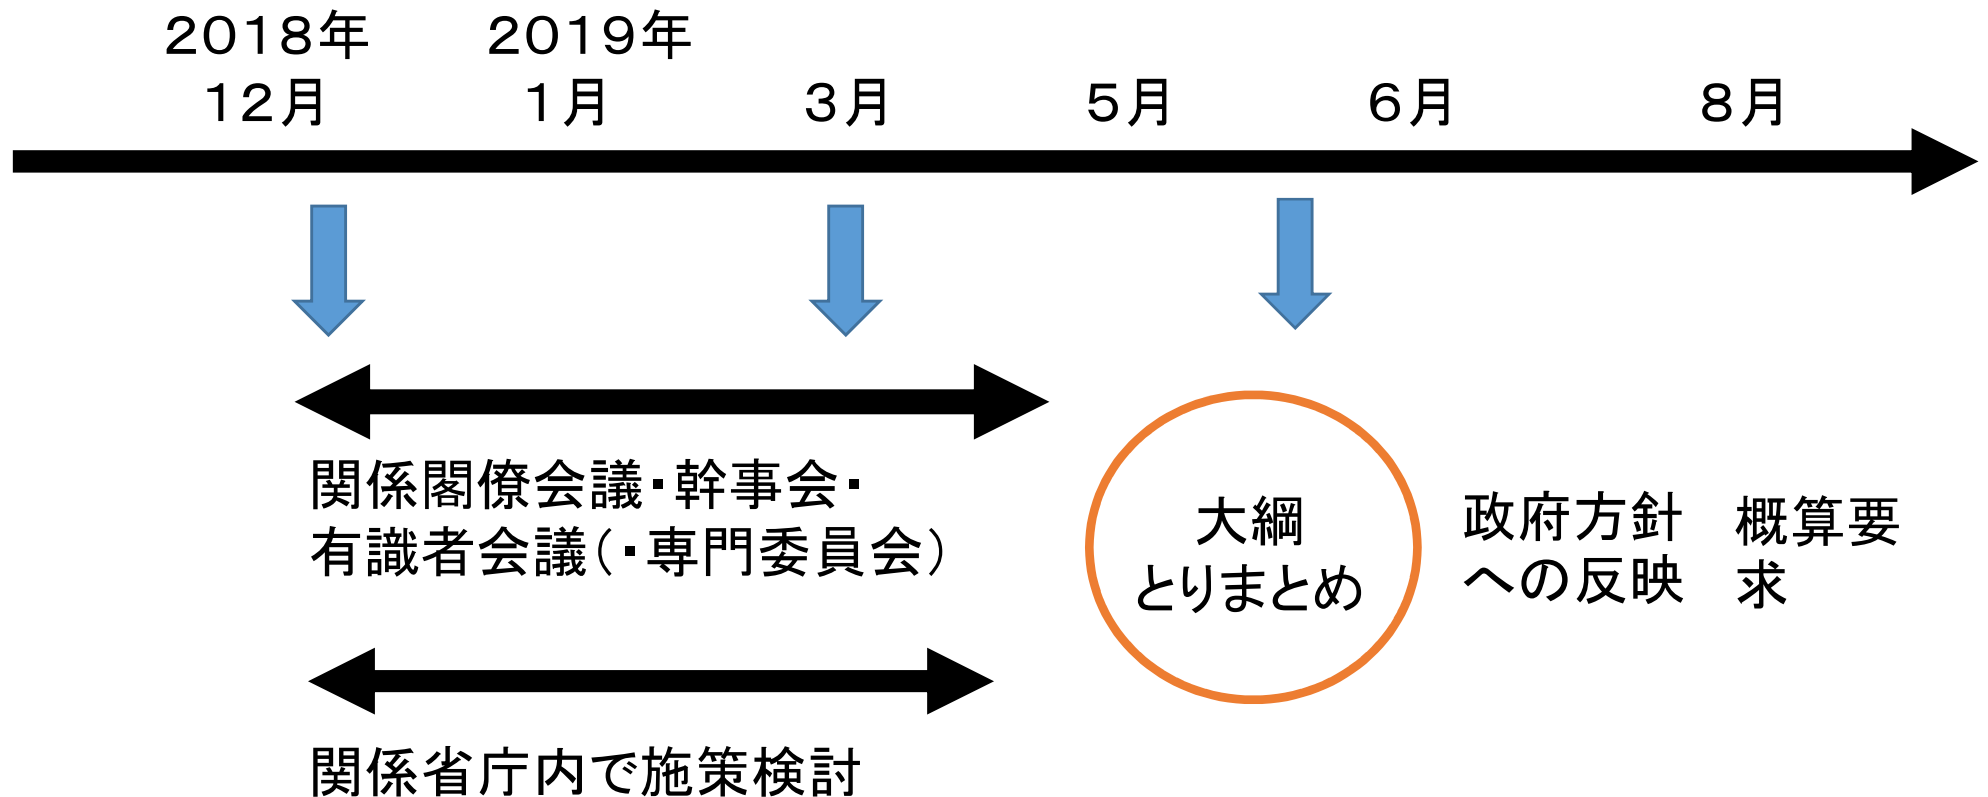 2018年
12月
2019年
1月
3月
5月
6月
8月
関係閣僚会議・幹事会・
有識者会議（・専門委員会）
大綱
とりまとめ
政府方針
への反映
概算要
求
関係省庁内で施策検討